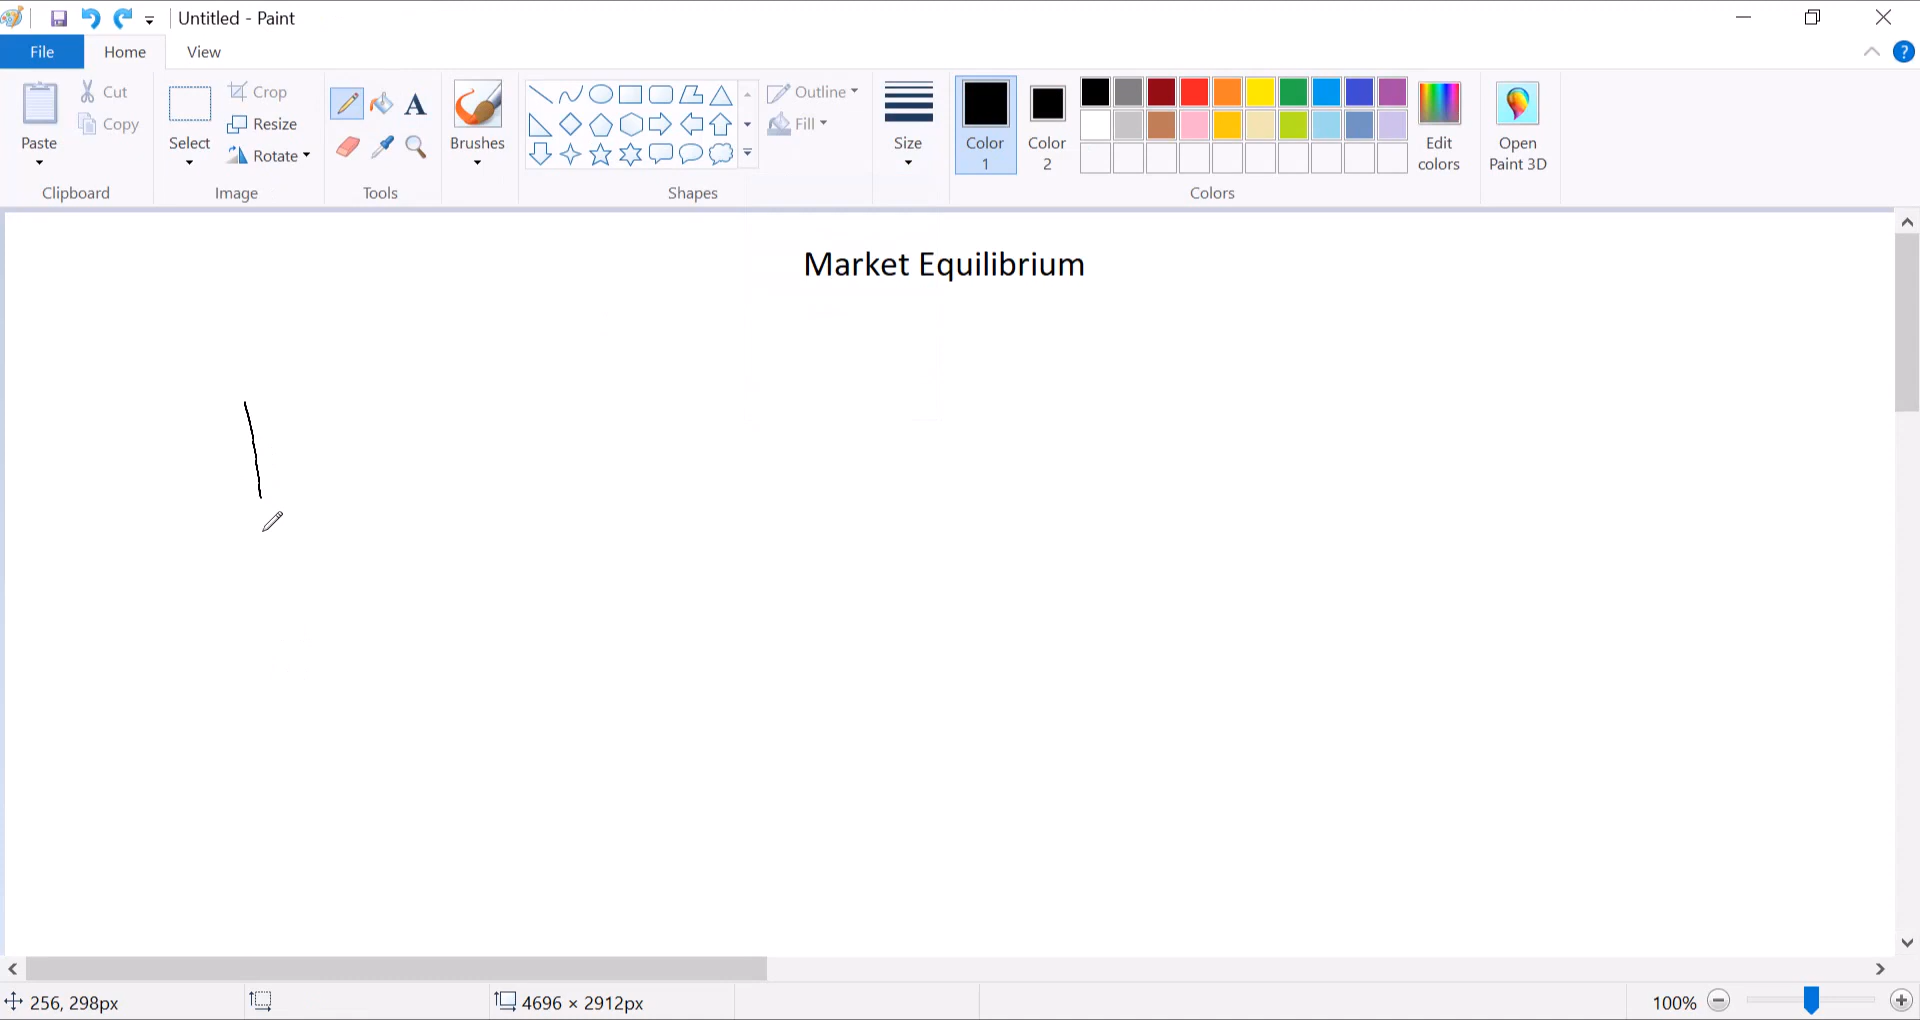 Untitled - Paint
File Home View
Paste Cut Copy Select Crop Resize Rotate A Brushes Outline Fill Size Color 1 Color 2 Edit colors Open Paint 3D ?
Clipboard Image Tools Shapes Colors
Market Equilibrium
256, 298px 4696 × 2912px 100%